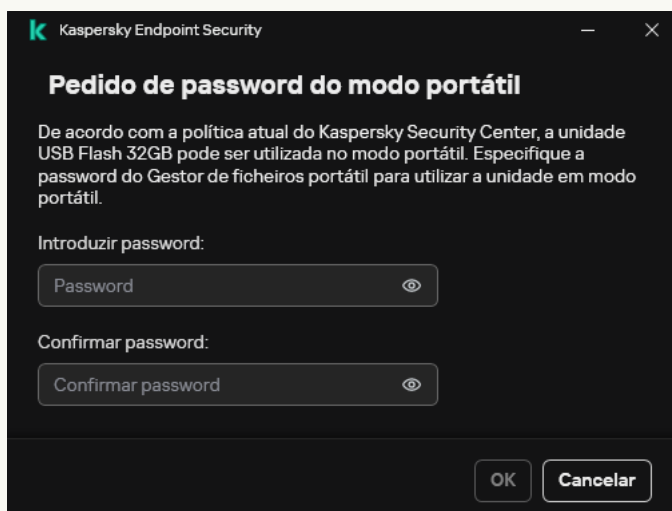 Kaspersky Endpoint Security
Pedido de password do modo portátil
De acordo com a política atual do Kaspersky Security Center, a unidade
USB Flash 32GB pode ser utilizada no modo portátil. Especifique a
password do Gestor de ficheiros portátil para utilizar a unidade em modo
portátil.
Introduzir password:
Password
Confirmar password:
Confirmar password
OK
Cancelar